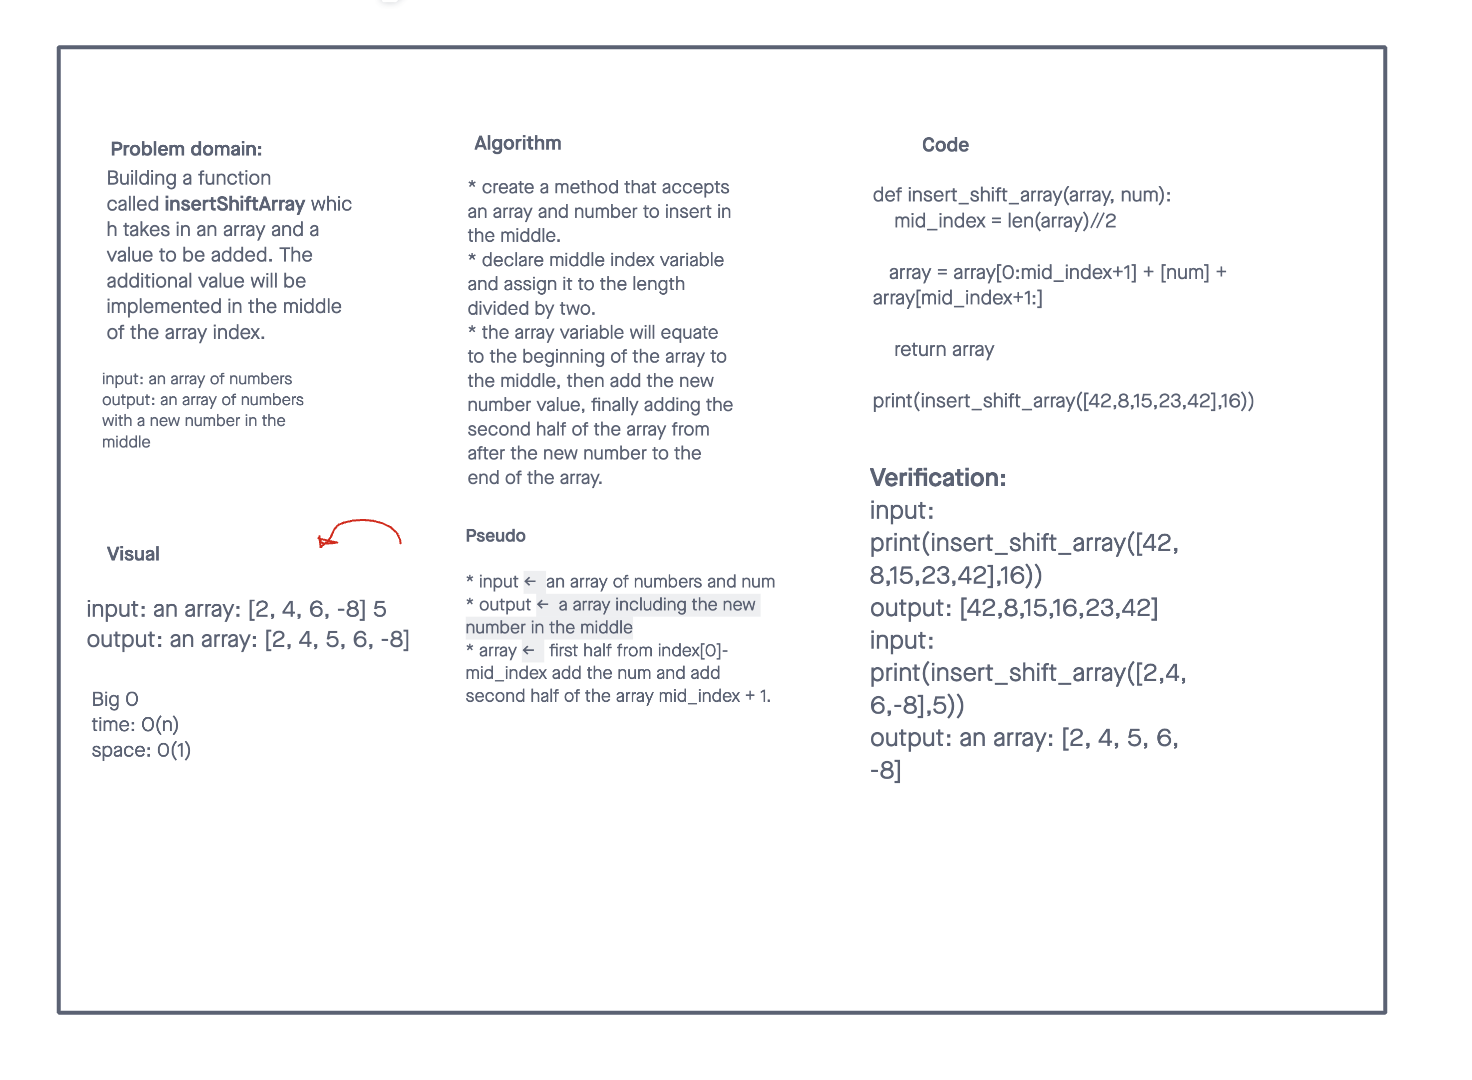 Problem domain:
Building a function
called insertShiftArray whic
h takes in an array and a
value to be added. The
additional value will be
implemented in the middle
of the array index.
input: an array of numbers
output: an array of numbers
with a new number in the
middle
Visual
input: an array: [2, 4, 6, -8] 5
output: an array: [2, 4, 5, 6, -8]
Big O
time: O(n)
space: O(1)
Algorithm
* create a method that accepts
an array and number to insert in
the middle.
* declare middle index variable
and assign it to the length
divided by two.
* the array variable will equate
to the beginning of the array to
the middle, then add the new
number value, finally adding the
second half of the array from
after the new number to the
end of the array.
Pseudo
* input ← an array of numbers and num
* output ← a array including the new
number in the middle
* array ← first half from index[0]-
mid_index add the num and add
second half of the array mid_index + 1.
Code
def insert_shift_array(array, num):
mid_index = len(array)//2
array = array[0:mid_index+1] + [num] +
array[mid_index+1:]
return array
print(insert_shift_array([42,8,15,23,42],16))
Verification:
input:
print(insert_shift_array([42,
8,15,23,42],16))
output: [42,8,15,16,23,42]
input:
print(insert_shift_array([2,4,
6,-8],5))
output: an array: [2, 4, 5, 6,
-8]